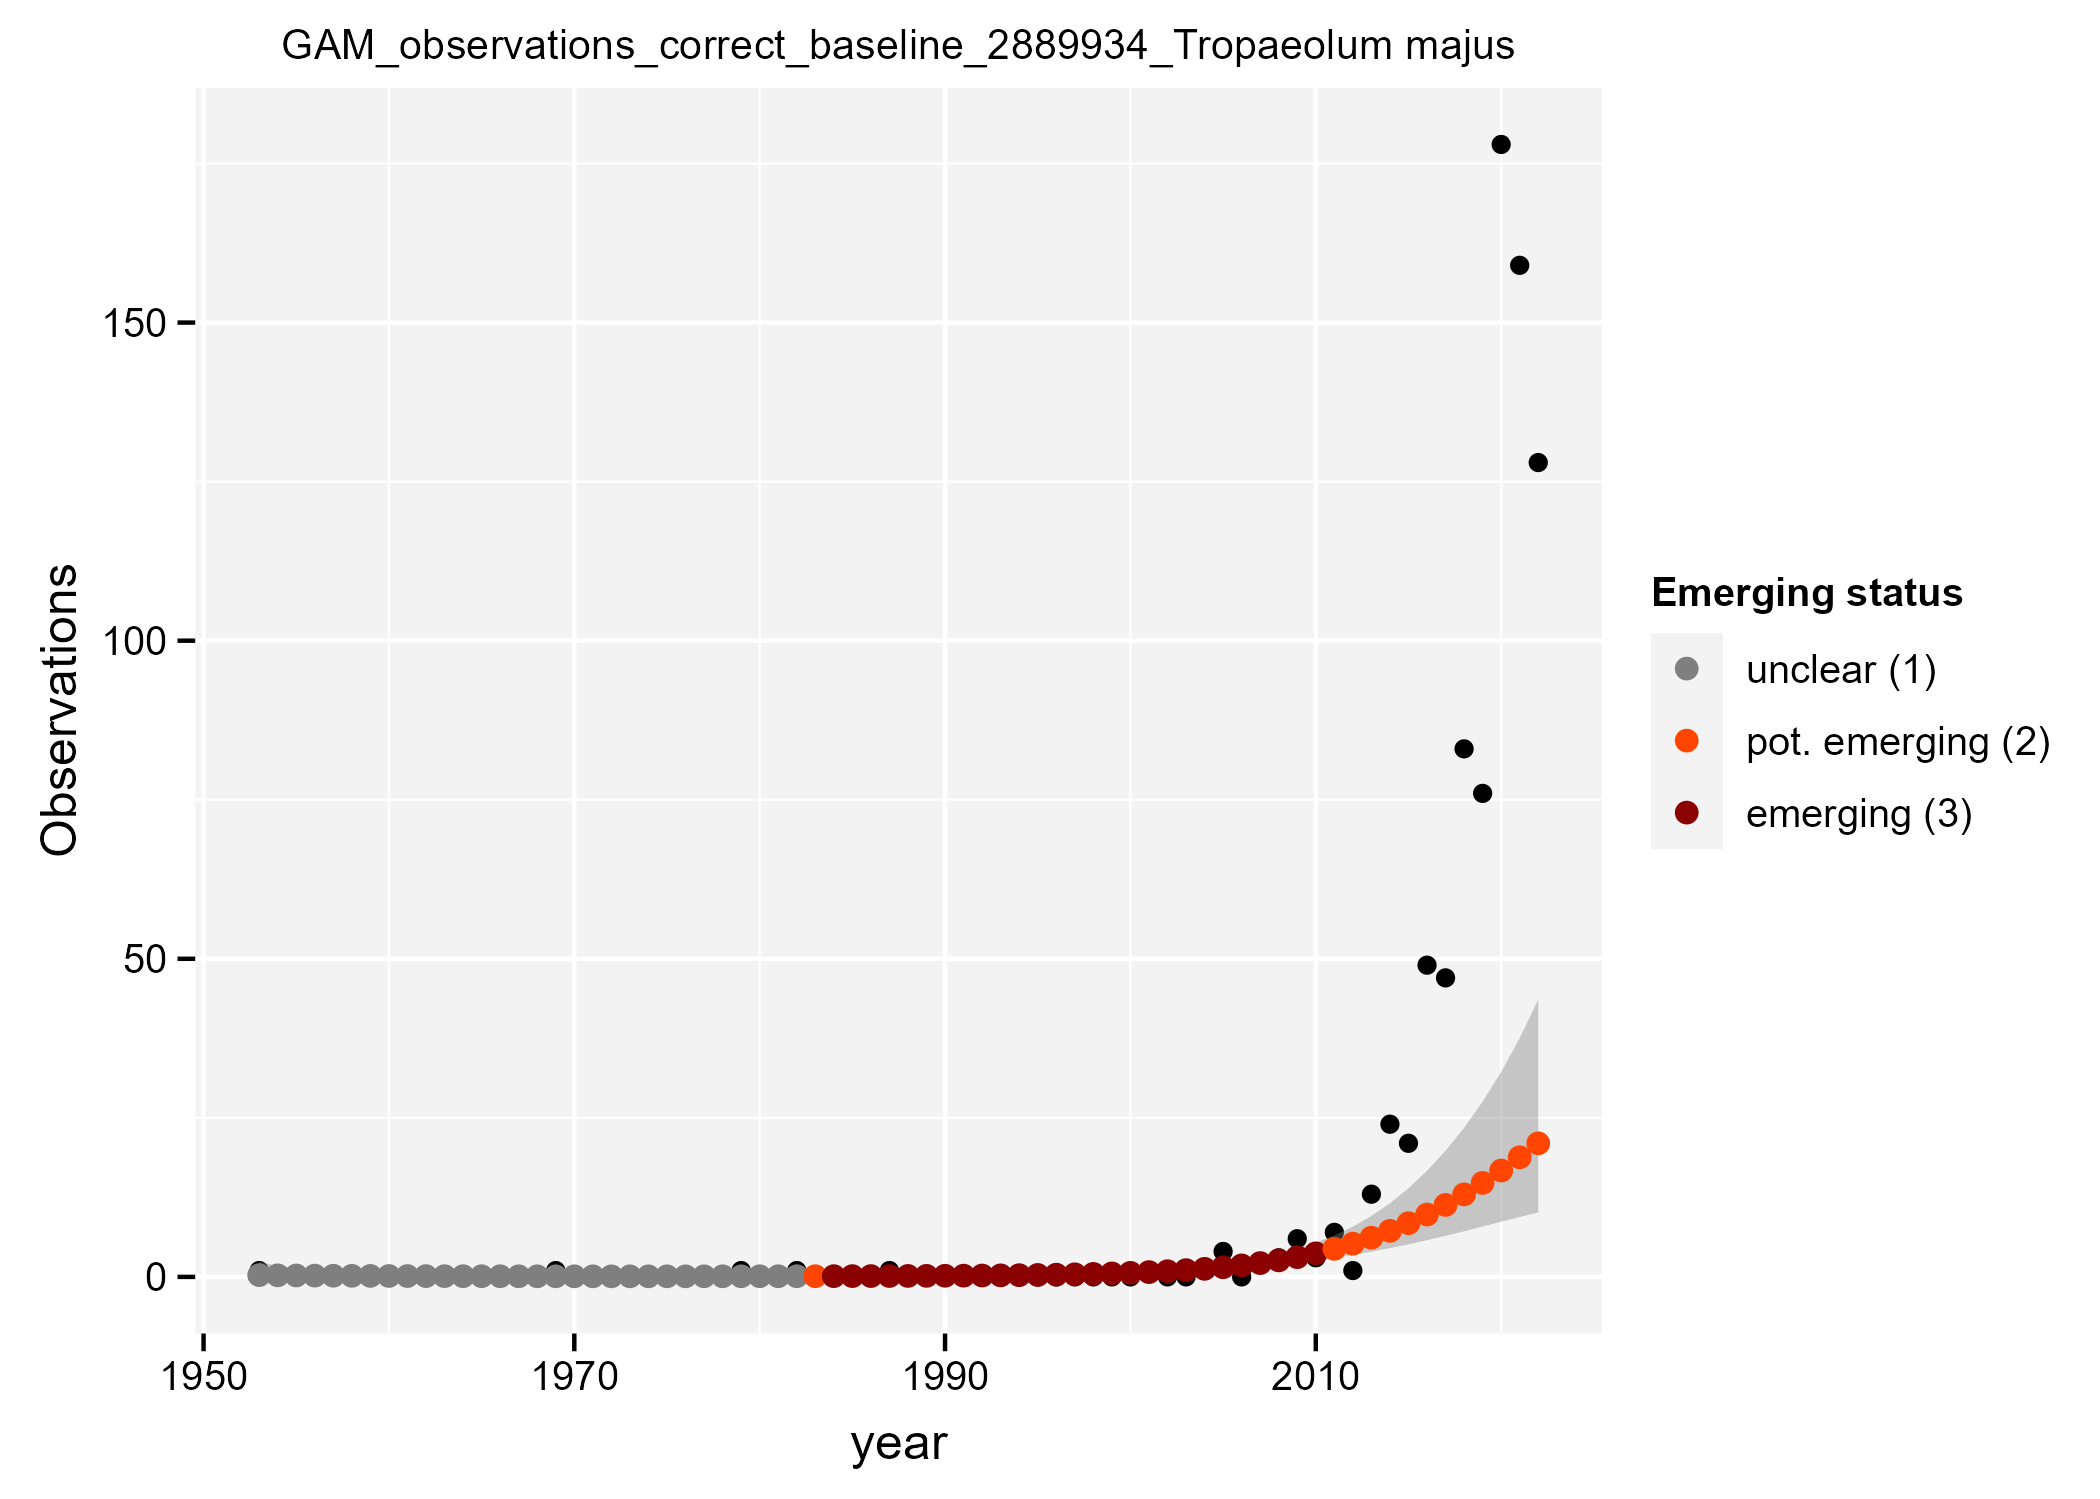 GAM_observations_correct_baseline_2889934_Tropaeolum majus
Observations
150
100
50
0
1950
1970
1990
2010
year
Emerging status
unclear (1)
pot. emerging (2)
emerging (3)